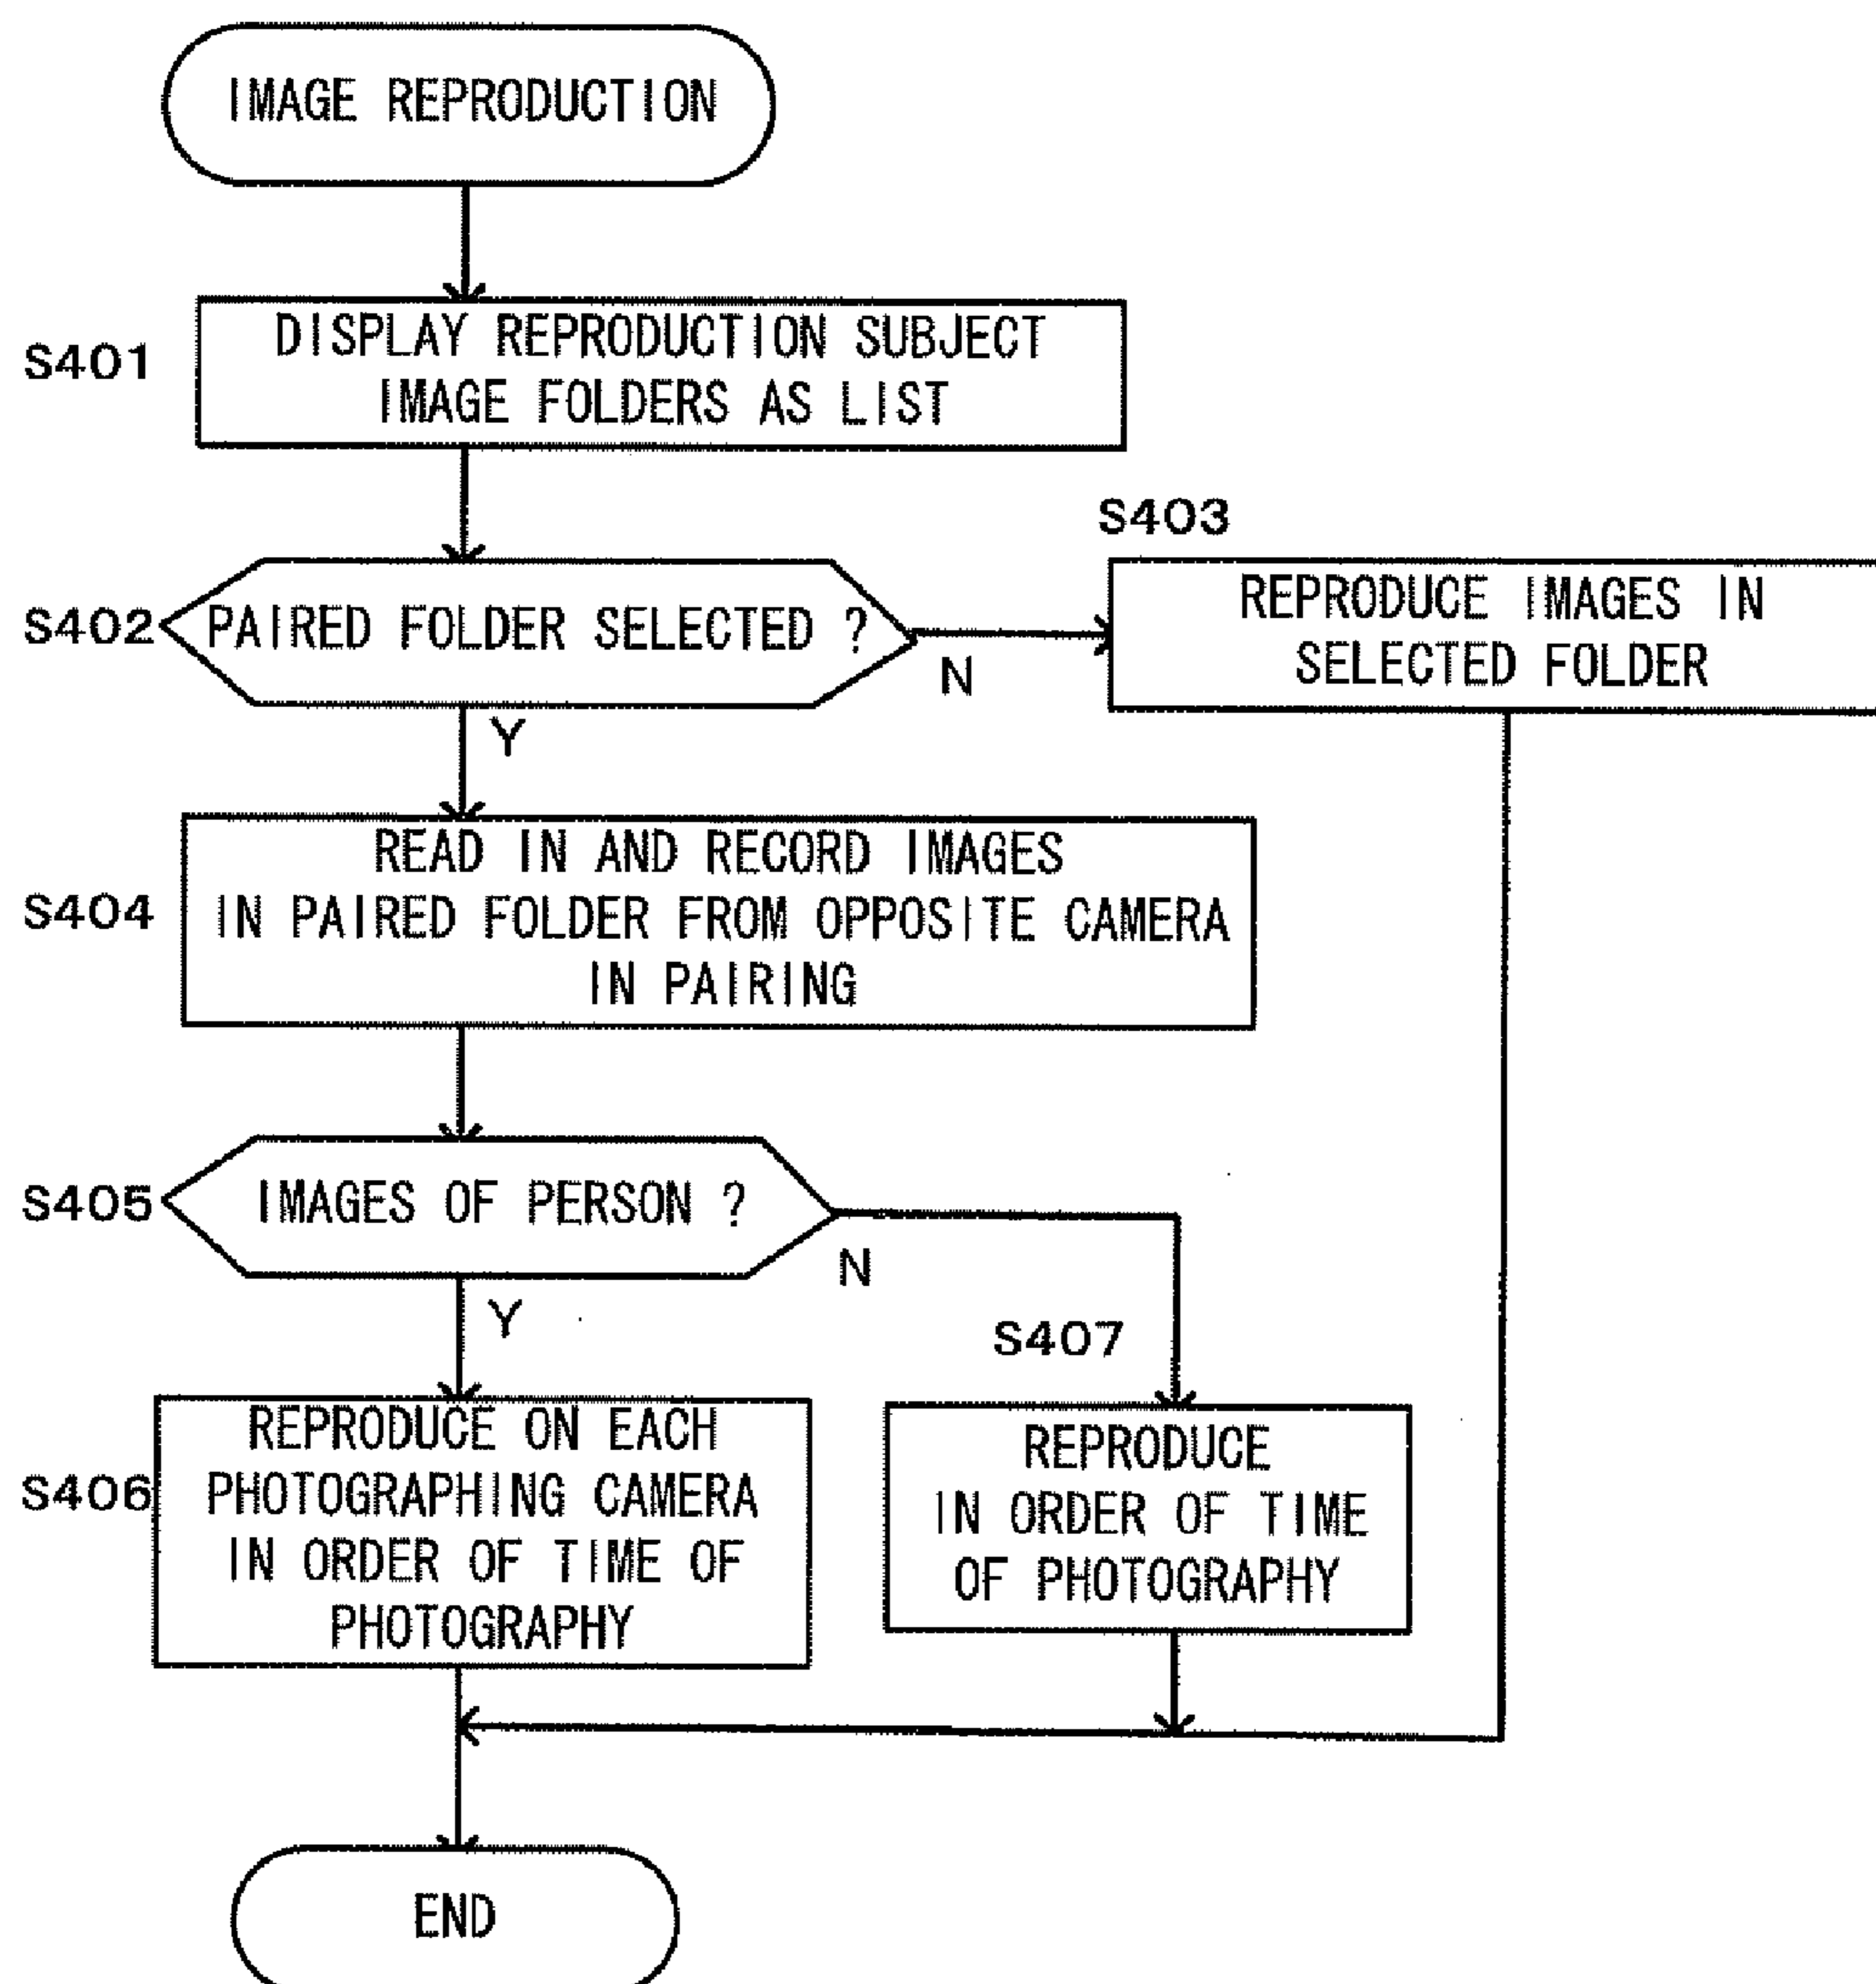 IMAGE REPRODUCTION
S401
DISPLAY REPRODUCTION SUBJECT
IMAGE FOLDERS AS LIST
S402
PAIRED FOLDER SELECTED ?
N
Y
S403
REPRODUCE IMAGES IN
SELECTED FOLDER
S404
READ IN AND RECORD IMAGES
IN PAIRED FOLDER FROM OPPOSITE CAMERA
IN PAIRING
S405
IMAGES OF PERSON ?
N
Y
S406
REPRODUCE ON EACH
PHOTOGRAPHING CAMERA
IN ORDER OF TIME OF
PHOTOGRAPHY
S407
REPRODUCE
IN ORDER OF TIME
OF PHOTOGRAPHY
END